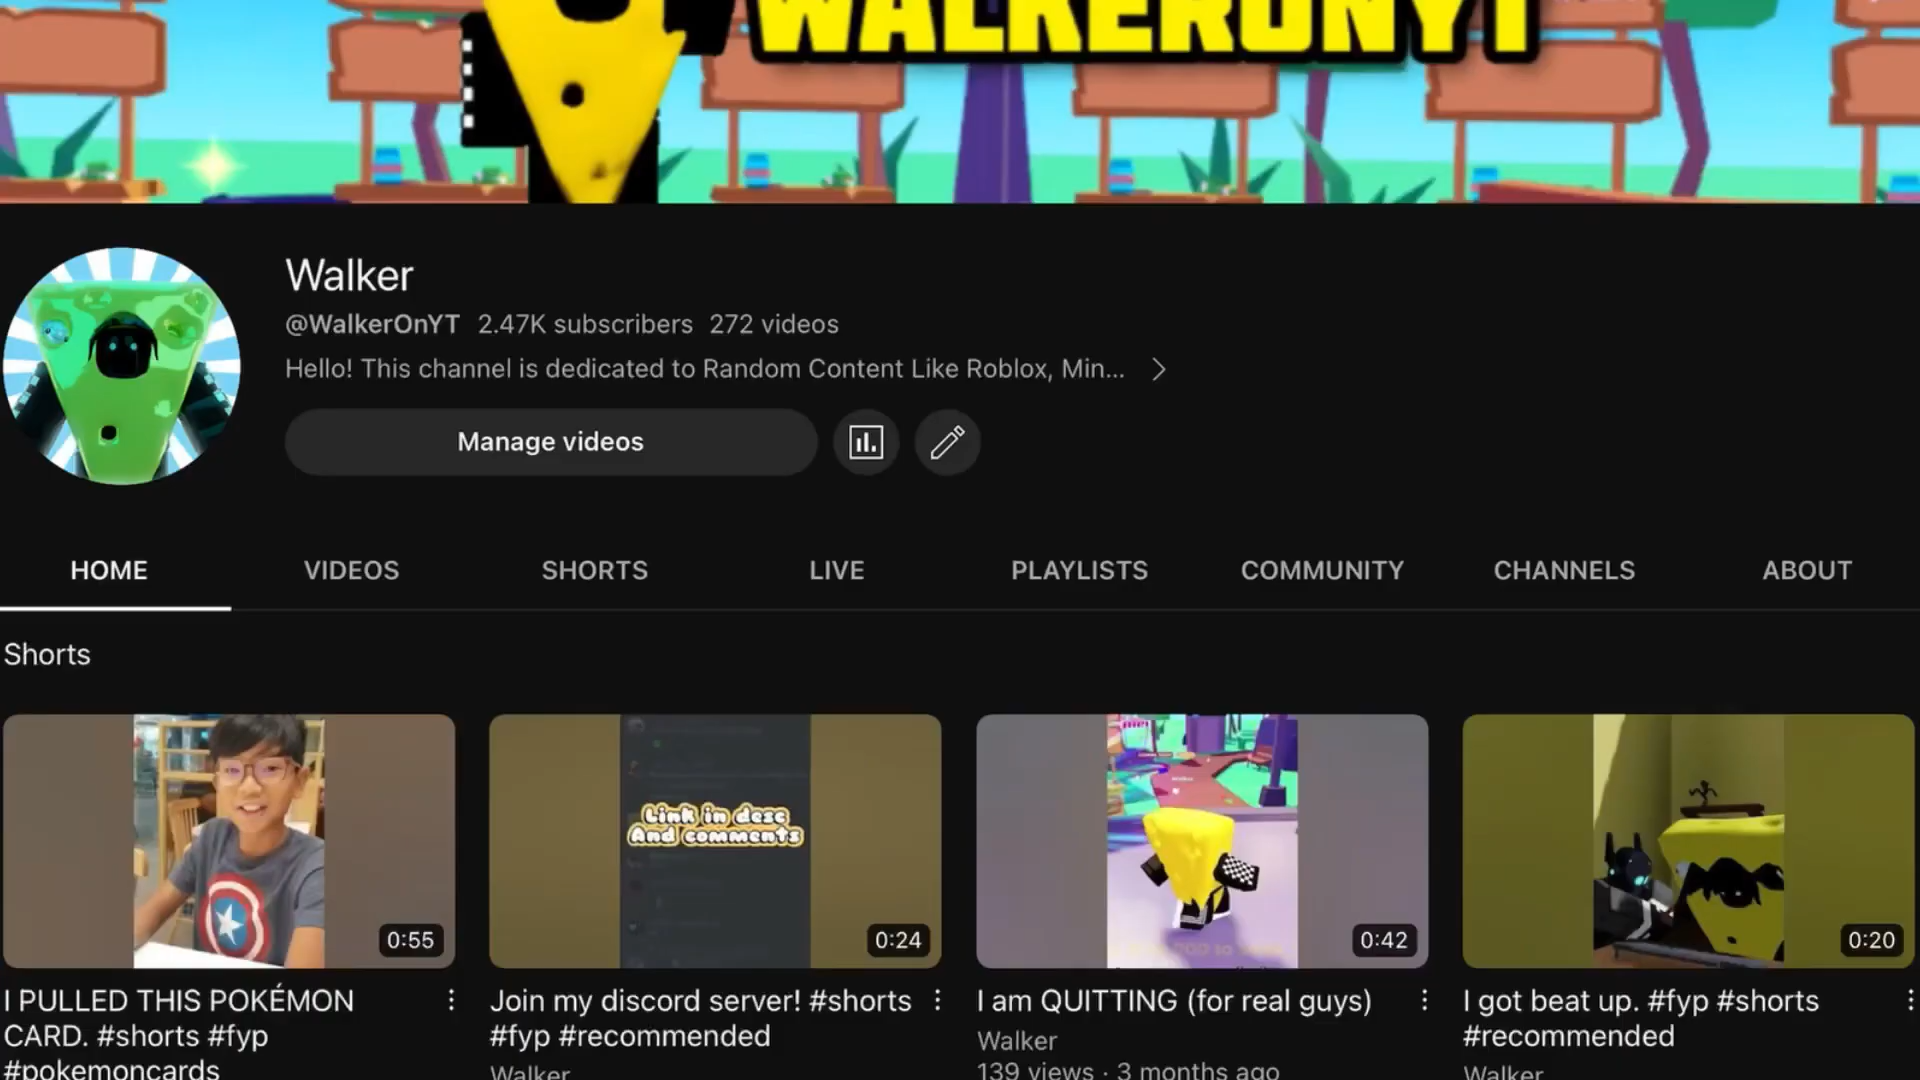 WALKERONYT
Walker
@WalkerOnYT 2.47K subscribers 272 videos
Hello! This channel is dedicated to Random Content Like Roblox, Min...
Manage videos
HOME VIDEOS SHORTS LIVE PLAYLISTS COMMUNITY CHANNELS ABOUT
Shorts
Link in desc
And comments
0:55 0:24 0:42 0:20
I PULLED THIS POKÉMON
CARD. #shorts #fyp
#pokemoncards
Join my discord server! #shorts
#fyp #recommended
Walker
I am QUITTING (for real guys)
Walker
139 views · 3 months ago
I got beat up. #fyp #shorts
#recommended
Walker